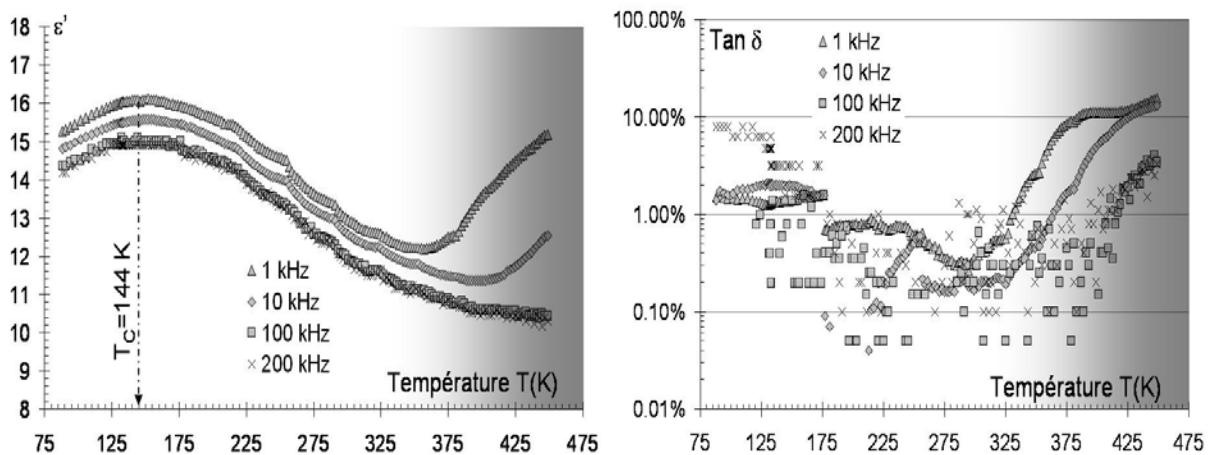 18
17
16
15
14
13
12
11
10
9
8
ε'
T_C=144 K
1 kHz
10 kHz
100 kHz
200 kHz
Température T(K)
75 125 175 225 275 325 375 425 475
100.00%
10.00%
1.00%
0.10%
0.01%
Tan δ
1 kHz
10 kHz
100 kHz
200 kHz
Température T(K)
75 125 175 225 275 325 375 425 475